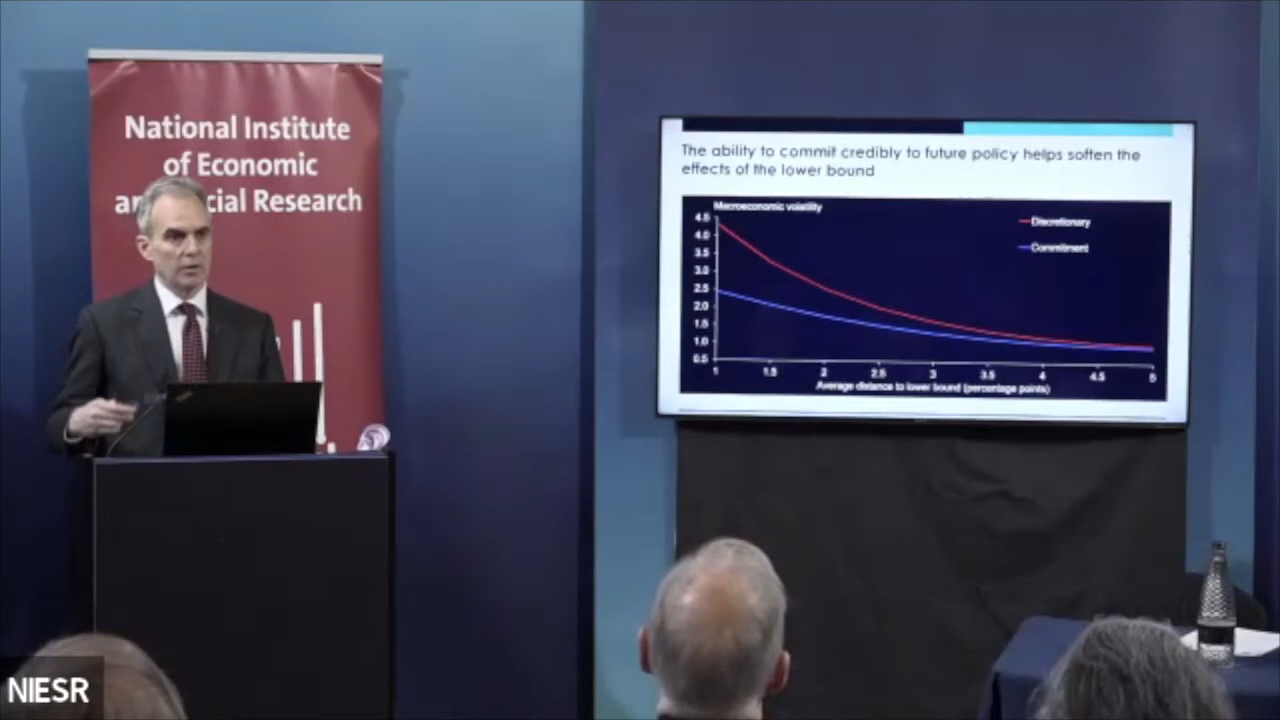 National Institute
of Economic
an cial Research
The ability to commit credibly to future policy helps soften the
effects of the lower bound
Macroeconomic volatility
4.5
4.0
3.5
3.0
2.5
2.0
1.5
1.0
0.5
Discretionary
Commitment
1 1.5 2 2.5 3 3.5 4 4.5 5
Average distance to lower bound (percentage points)
NIESR